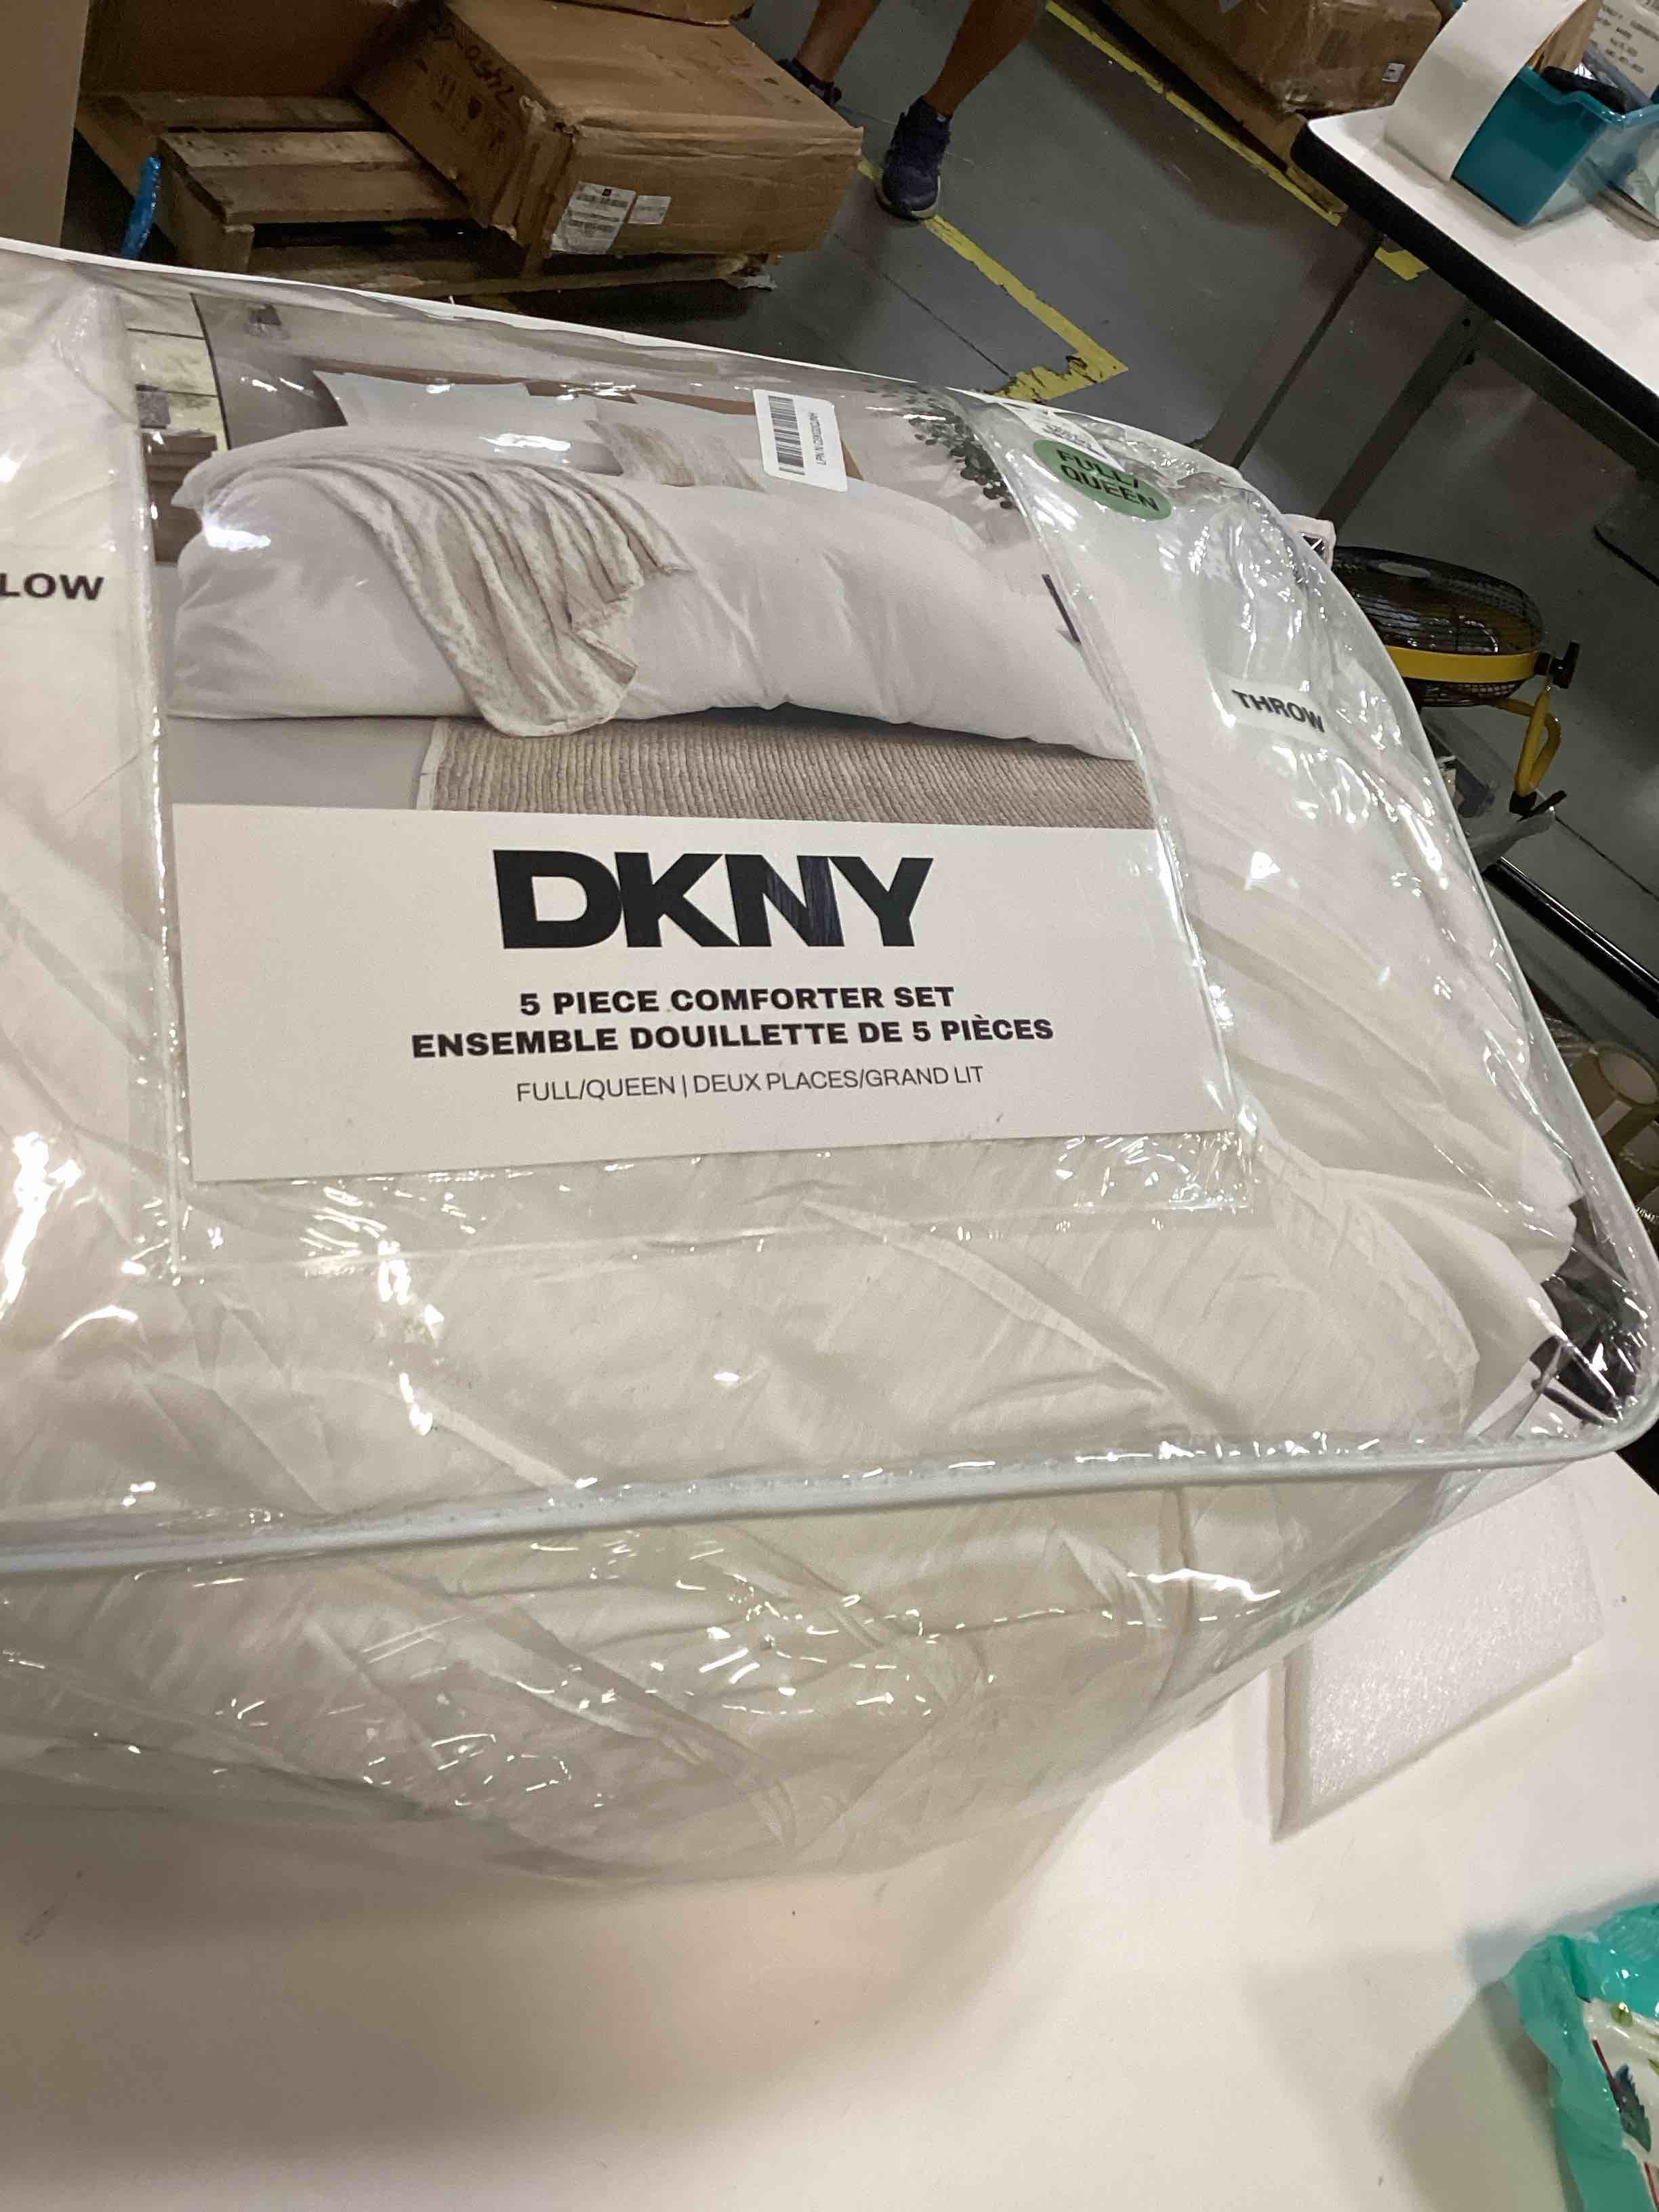 FULL/
QUEEN
LOW
THROW
DKNY
5 PIECE COMFORTER SET
ENSEMBLE DOUILLETTE DE 5 PIÈCES
FULL/QUEEN | DEUX PLACES/GRAND LIT